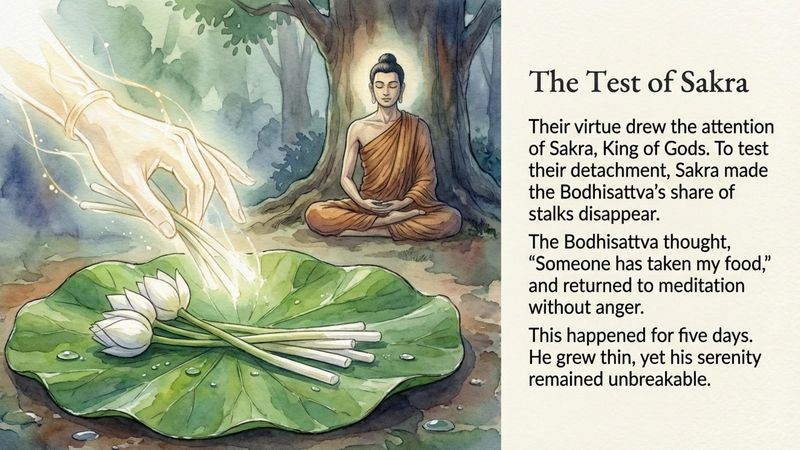 The Test of Sakra
Their virtue drew the attention
of Sakra, King of Gods. To test
their detachment, Sakra made
the Bodhisattva’s share of
stalks disappear.
The Bodhisattva thought,
“Someone has taken my food,”
and returned to meditation
without anger.
This happened for five days.
He grew thin, yet his serenity
remained unbreakable.